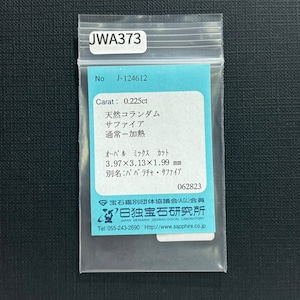 JWA373
No J-124612
Carat: 0.225ct
天然コランダム
サファイア
通常－加熱
オーバル ミックス カット
3.97×3.13×1.99 ㎜
別名:パパラチャ・サファイア
062823
宝石鑑別団体協議会(AGL)会員
日独宝石研究所
Tel 055-243-2690 http://www.sapphire.co.jp